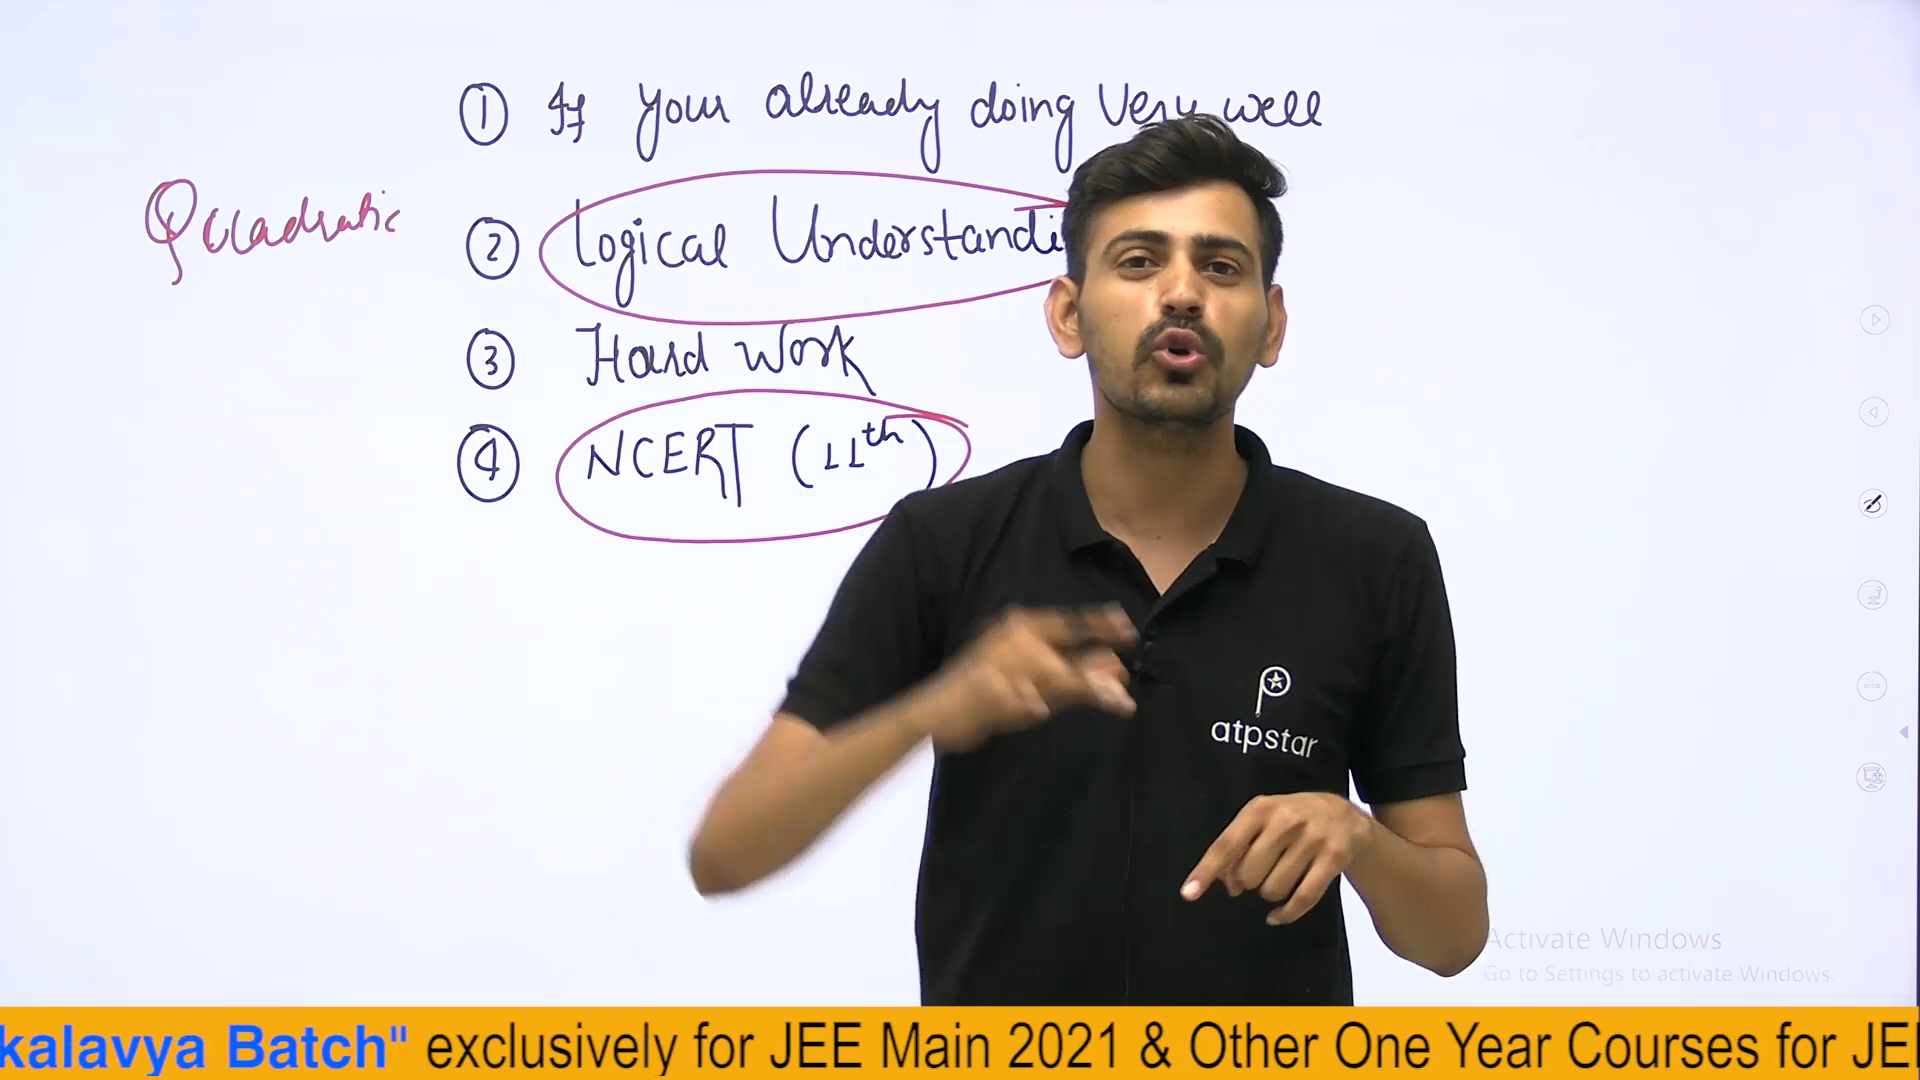 ① If your already doing very well
Quadratic
② Logical Understandi
③ Hard Work
④ NCERT (11th)
atpstar
Activate Windows
Go to Settings to activate Windows.
kalavya Batch" exclusively for JEE Main 2021 & Other One Year Courses for JE